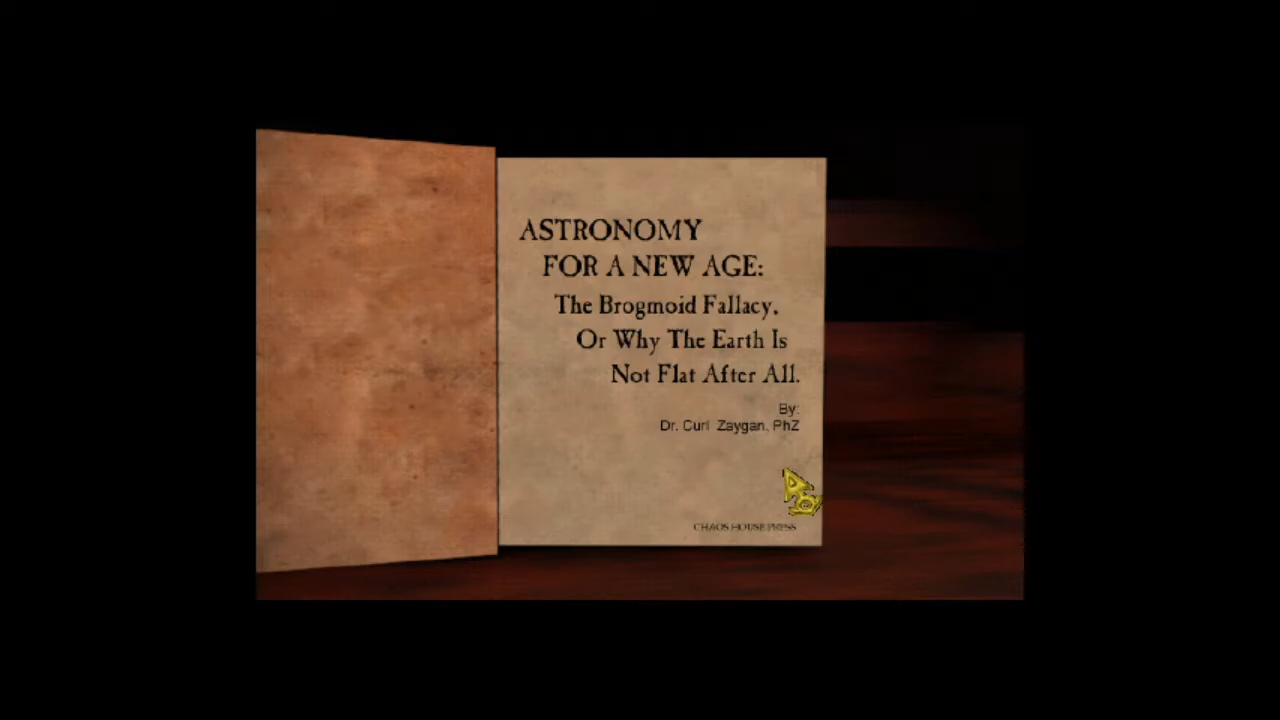 ASTRONOMY
FOR A NEW AGE:
The Brogmoid Fallacy,
Or Why The Earth Is
Not Flat After All.
By:
Dr. Curl Zaygan, PhZ
CHAOS HOUSE PRESS